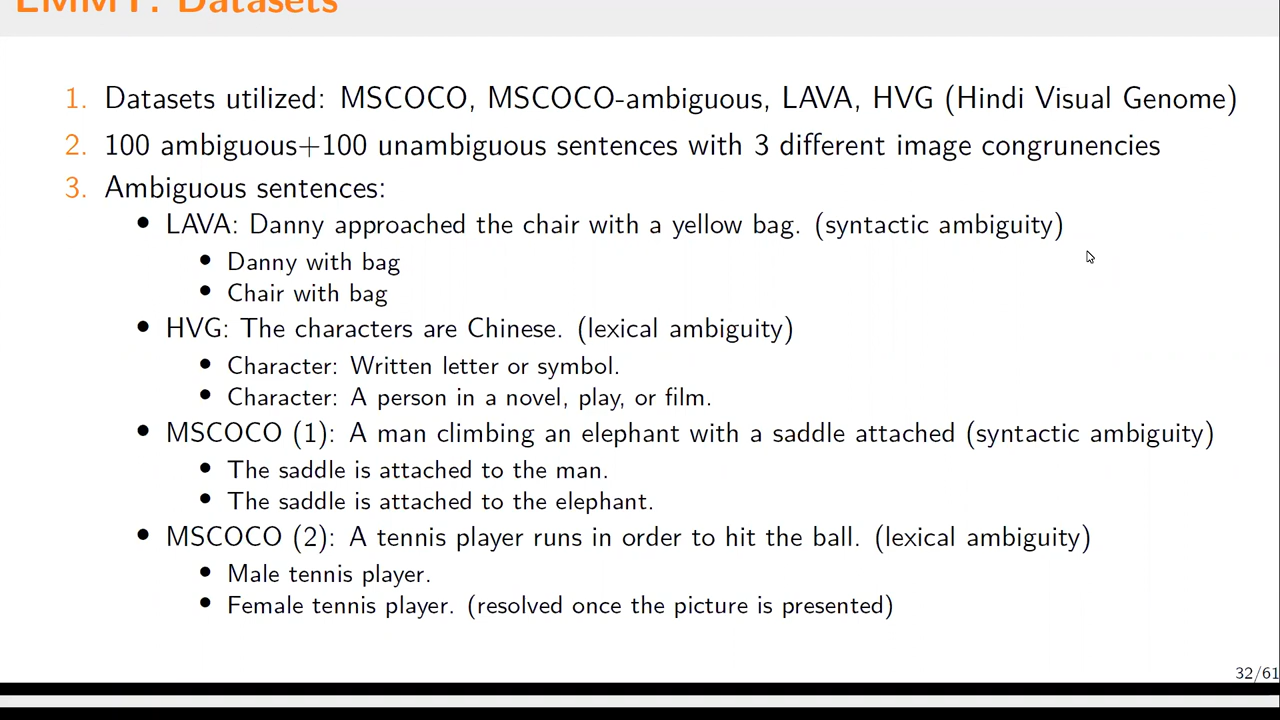 EMMT: Datasets
1. Datasets utilized: MSCOCO, MSCOCO-ambiguous, LAVA, HVG (Hindi Visual Genome)
2. 100 ambiguous+100 unambiguous sentences with 3 different image congrunencies
3. Ambiguous sentences:
• LAVA: Danny approached the chair with a yellow bag. (syntactic ambiguity)
• Danny with bag
• Chair with bag
• HVG: The characters are Chinese. (lexical ambiguity)
• Character: Written letter or symbol.
• Character: A person in a novel, play, or film.
• MSCOCO (1): A man climbing an elephant with a saddle attached (syntactic ambiguity)
• The saddle is attached to the man.
• The saddle is attached to the elephant.
• MSCOCO (2): A tennis player runs in order to hit the ball. (lexical ambiguity)
• Male tennis player.
• Female tennis player. (resolved once the picture is presented)
32/61